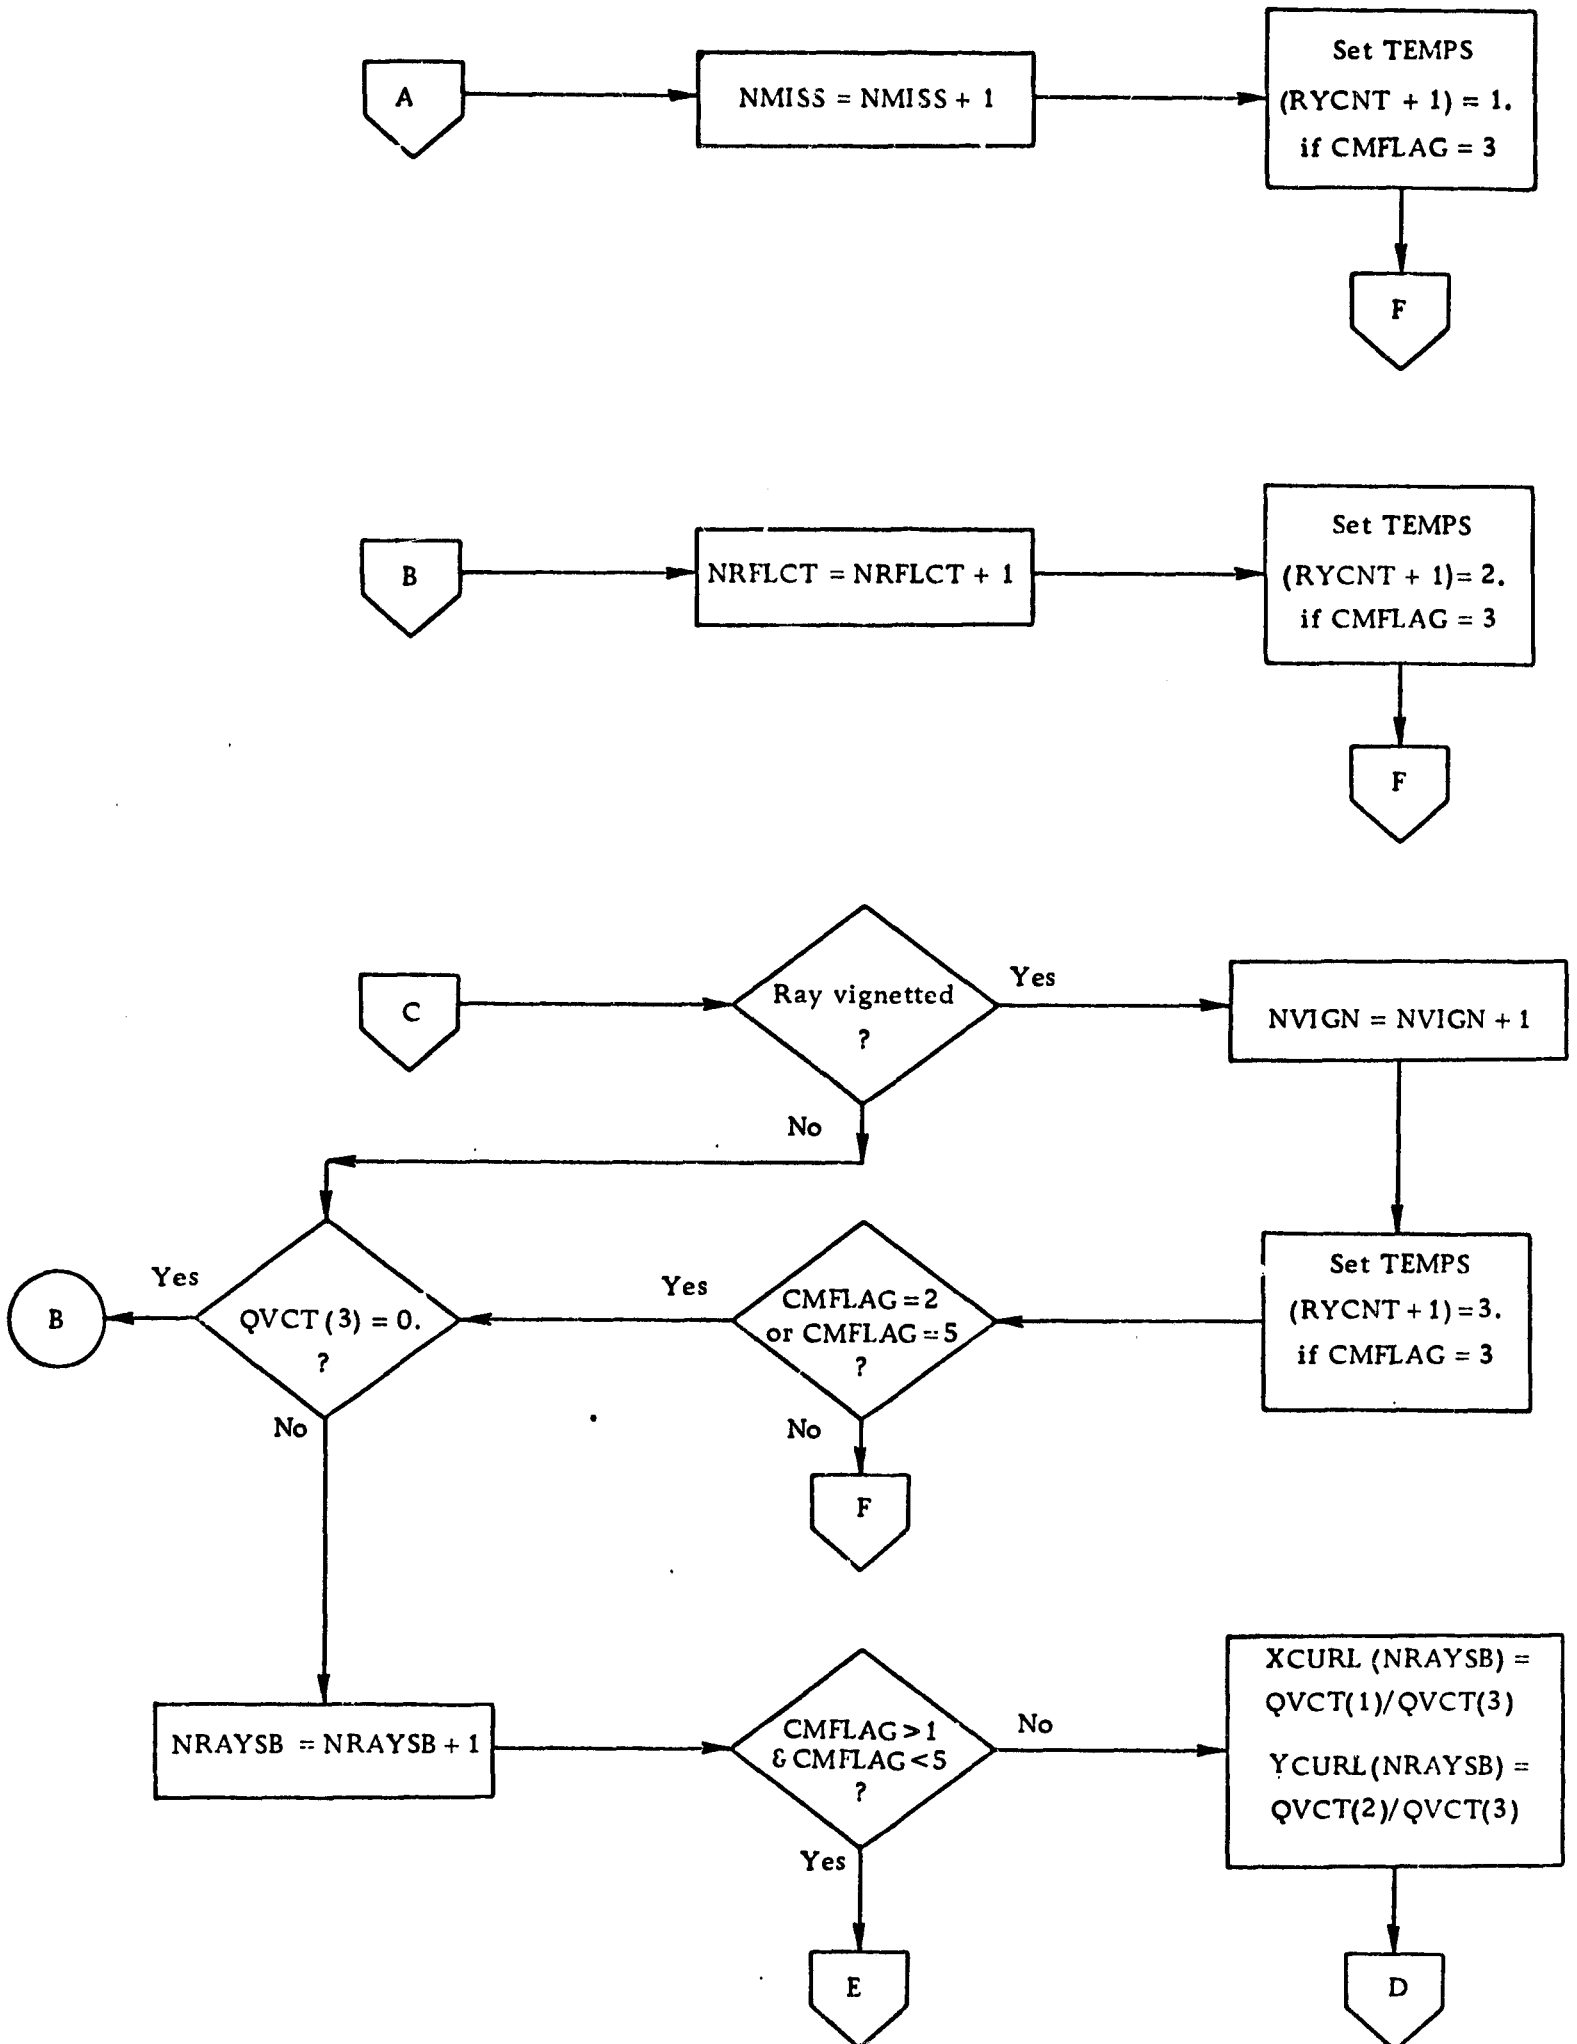 A
NMISS = NMISS + 1
Set TEMPS
(RYCNT + 1) = 1.
if CMFLAG = 3
F
B
NRFLCT = NRFLCT + 1
Set TEMPS
(RYCNT + 1) = 2.
if CMFLAG = 3
F
C
Ray vignetted
?
Yes
NVIGN = NVIGN + 1
No
B
Yes
QVCT (3) = 0.
?
Yes
CMFLAG = 2
or CMFLAG = 5
?
Set TEMPS
(RYCNT + 1) = 3.
if CMFLAG = 3
No
No
F
NRAYSB = NRAYSB + 1
CMFLAG > 1
& CMFLAG < 5
?
No
XCURL (NRAYSB) =
QVCT(1)/QVCT(3)
YCURL (NRAYSB) =
QVCT(2)/QVCT(3)
Yes
E
D